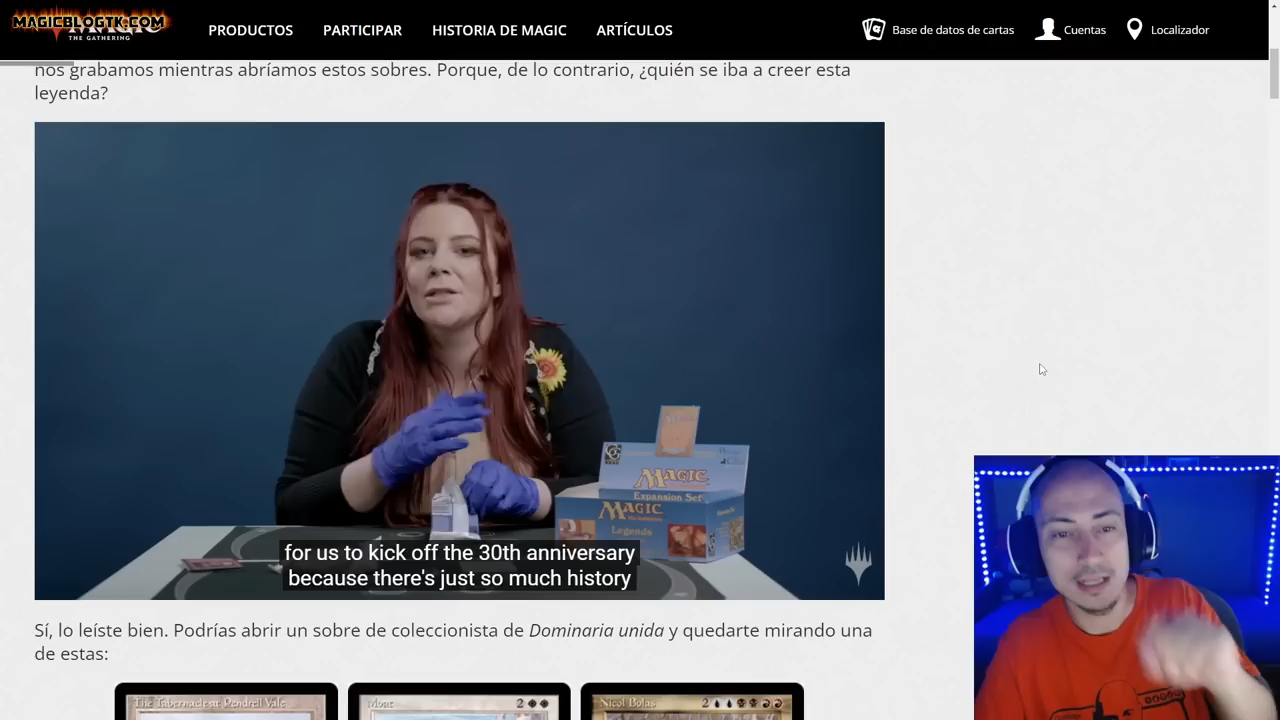 MAGICBLOGTK.COM
THE GATHERING
PRODUCTOS
PARTICIPAR
HISTORIA DE MAGIC
ARTÍCULOS
Base de datos de cartas
Cuentas
Localizador
nos grabamos mientras abríamos estos sobres. Porque, de lo contrario, ¿quién se iba a creer esta
leyenda?
MAGIC
Expansion Set
MAGIC
Legends
for us to kick off the 30th anniversary
because there's just so much history
Sí, lo leíste bien. Podrías abrir un sobre de coleccionista de Dominaria unida y quedarte mirando una
de estas:
The Tabernacle at Pendrell Vale
Moat 2
Nicol Bolas 2